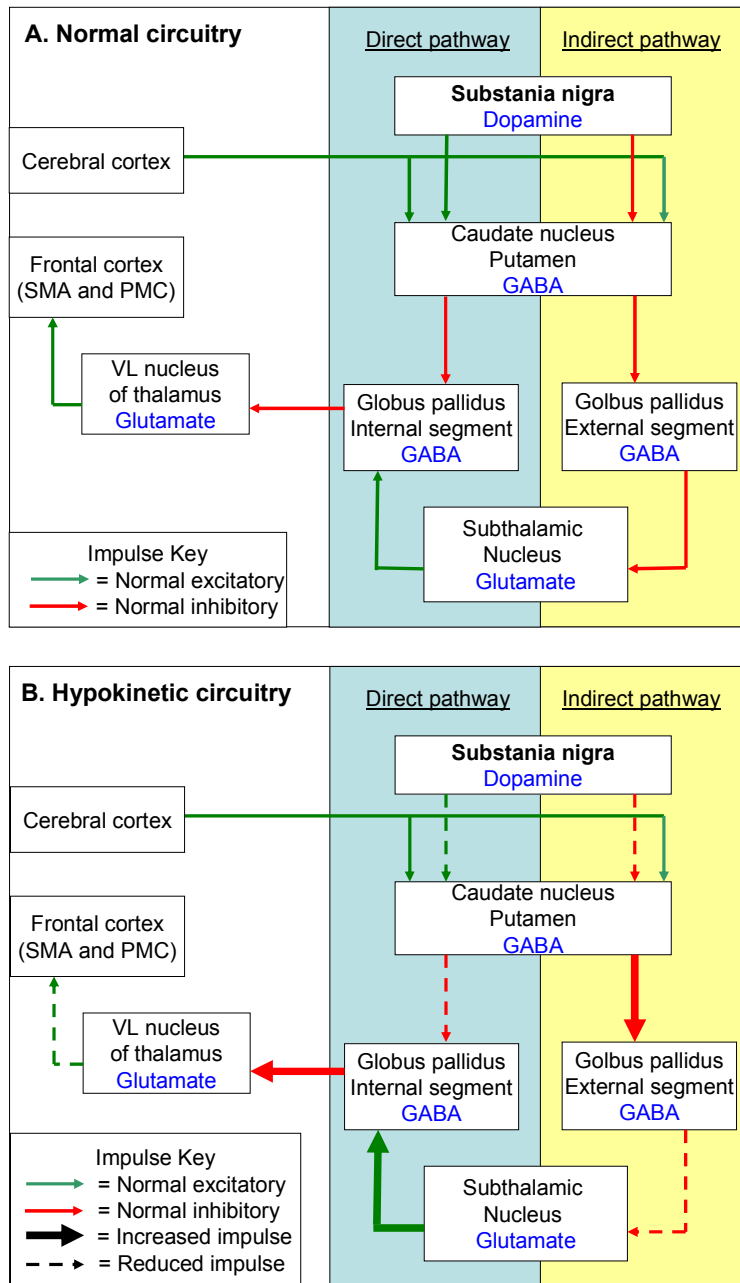 A. Normal circuitry
Direct pathway
Indirect pathway
Substania nigra
Dopamine
Cerebral cortex
Caudate nucleus
Putamen
GABA
Frontal cortex
(SMA and PMC)
VL nucleus
of thalamus
Glutamate
Globus pallidus
Internal segment
GABA
Golbus pallidus
External segment
GABA
Subthalamic
Nucleus
Glutamate
Impulse Key
= Normal excitatory
= Normal inhibitory
B. Hypokinetic circuitry
Direct pathway
Indirect pathway
Substania nigra
Dopamine
Cerebral cortex
Caudate nucleus
Putamen
GABA
Frontal cortex
(SMA and PMC)
VL nucleus
of thalamus
Glutamate
Globus pallidus
Internal segment
GABA
Golbus pallidus
External segment
GABA
Subthalamic
Nucleus
Glutamate
Impulse Key
= Normal excitatory
= Normal inhibitory
= Increased impulse
= Reduced impulse